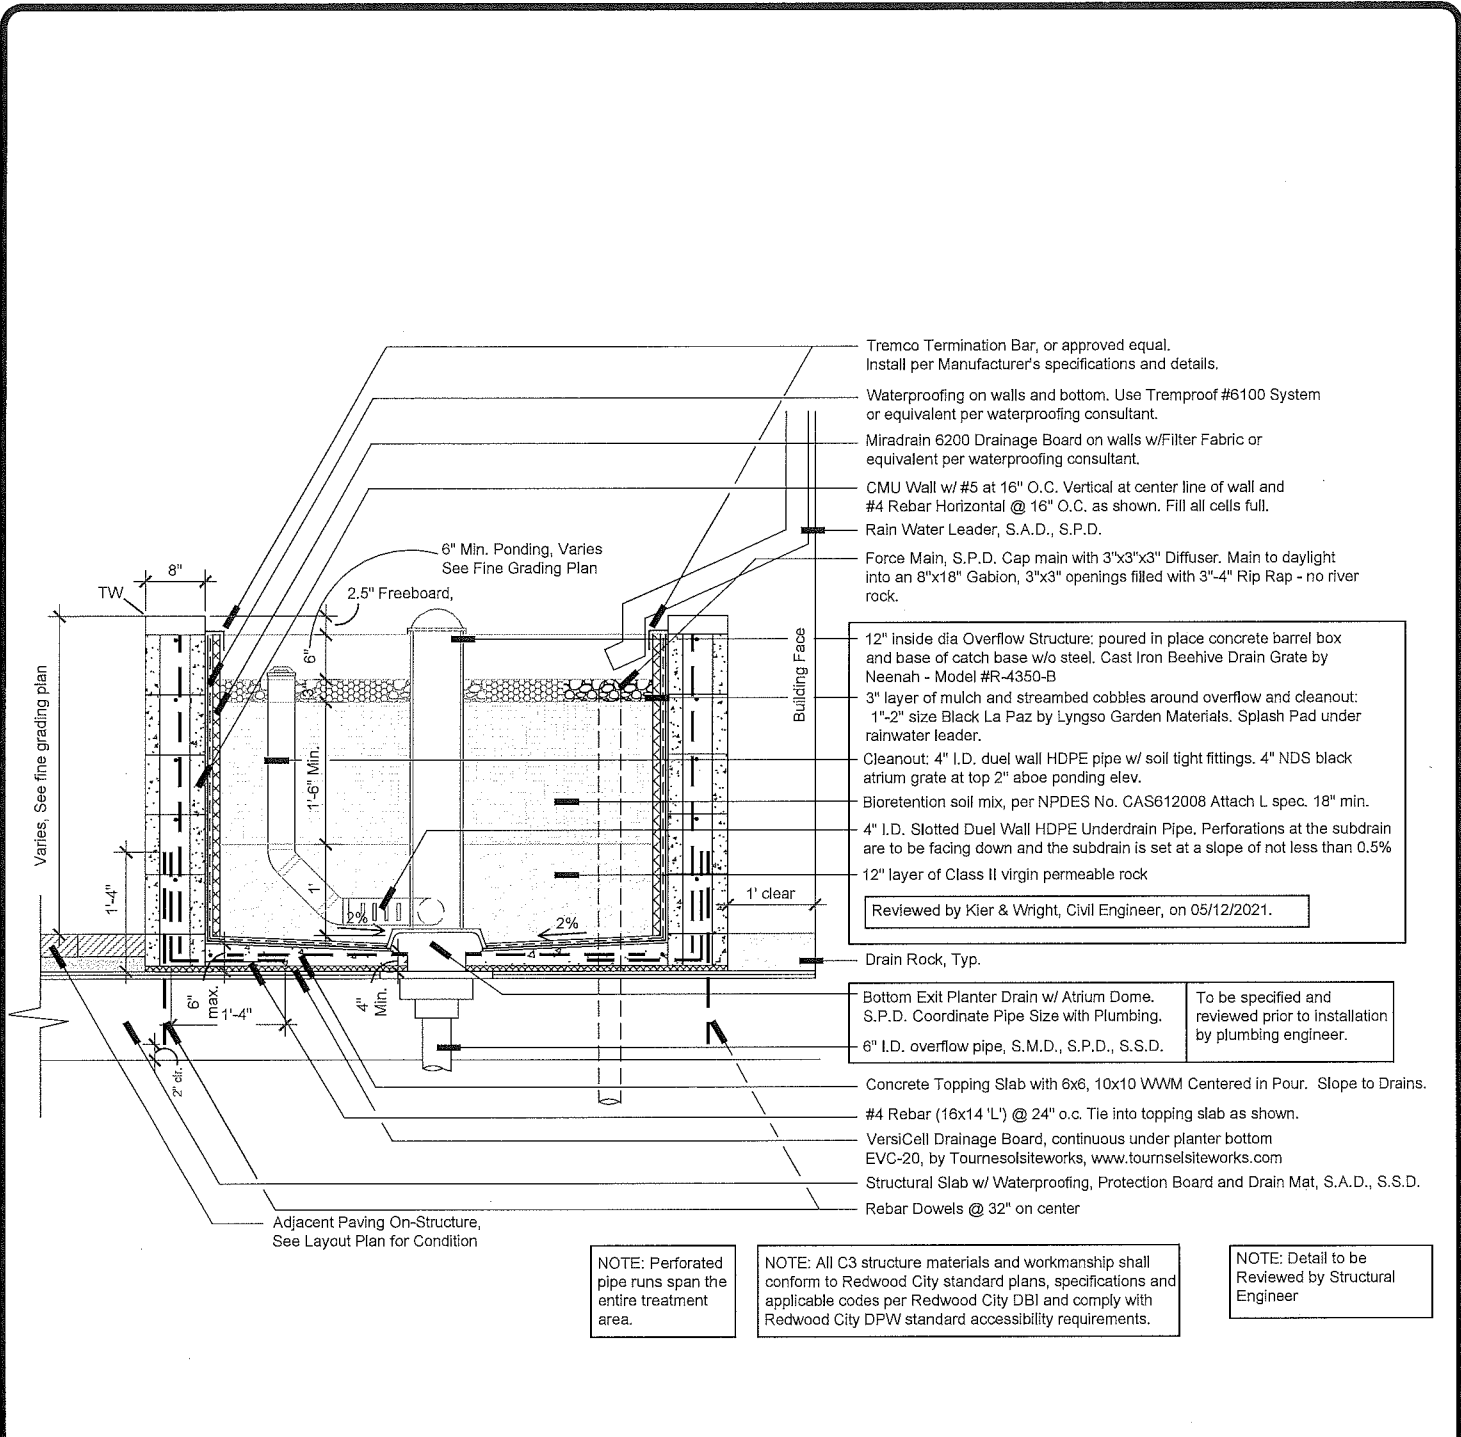 Tremco Termination Bar, or approved equal.
Install per Manufacturer's specifications and details.
Waterproofing on walls and bottom. Use Tremproof #6100 System
or equivalent per waterproofing consultant.
Miradrain 6200 Drainage Board on walls w/Filter Fabric or
equivalent per waterproofing consultant.
CMU Wall w/ #5 at 16" O.C. Vertical at center line of wall and
#4 Rebar Horizontal @ 16" O.C. as shown. Fill all cells full.
Rain Water Leader, S.A.D., S.P.D.
Force Main, S.P.D. Cap main with 3"x3"x3" Diffuser. Main to daylight
into an 8"x18" Gabion, 3"x3" openings filled with 3"-4" Rip Rap - no river
rock.
6" Min. Ponding, Varies
See Fine Grading Plan
2.5" Freeboard,
8"
TW
6"
3"
1'-6" Min.
1'
2%
2%
Varies, See fine grading plan
1'-4"
6"
max.
1'-4"
4"
Min.
2" clr.
Building Face
1' clear
12" inside dia Overflow Structure: poured in place concrete barrel box
and base of catch base w/o steel. Cast Iron Beehive Drain Grate by
Neenah - Model #R-4350-B
3" layer of mulch and streambed cobbles around overflow and cleanout:
1"-2" size Black La Paz by Lyngso Garden Materials. Splash Pad under
rainwater leader.
Cleanout: 4" I.D. duel wall HDPE pipe w/ soil tight fittings. 4" NDS black
atrium grate at top 2" aboe ponding elev.
Bioretention soil mix, per NPDES No. CAS612008 Attach L spec. 18" min.
4" I.D. Slotted Duel Wall HDPE Underdrain Pipe. Perforations at the subdrain
are to be facing down and the subdrain is set at a slope of not less than 0.5%
12" layer of Class II virgin permeable rock
Reviewed by Kier & Wright, Civil Engineer, on 05/12/2021.
Drain Rock, Typ.
Bottom Exit Planter Drain w/ Atrium Dome.
S.P.D. Coordinate Pipe Size with Plumbing.
6" I.D. overflow pipe, S.M.D., S.P.D., S.S.D.
To be specified and
reviewed prior to installation
by plumbing engineer.
Concrete Topping Slab with 6x6, 10x10 WWM Centered in Pour. Slope to Drains.
#4 Rebar (16x14 'L') @ 24" o.c. Tie into topping slab as shown.
VersiCell Drainage Board, continuous under planter bottom
EVC-20, by Tournesolsiteworks, www.tournselsiteworks.com
Structural Slab w/ Waterproofing, Protection Board and Drain Mat, S.A.D., S.S.D.
Rebar Dowels @ 32" on center
Adjacent Paving On-Structure,
See Layout Plan for Condition
NOTE: Perforated
pipe runs span the
entire treatment
area.
NOTE: All C3 structure materials and workmanship shall
conform to Redwood City standard plans, specifications and
applicable codes per Redwood City DBI and comply with
Redwood City DPW standard accessibility requirements.
NOTE: Detail to be
Reviewed by Structural
Engineer